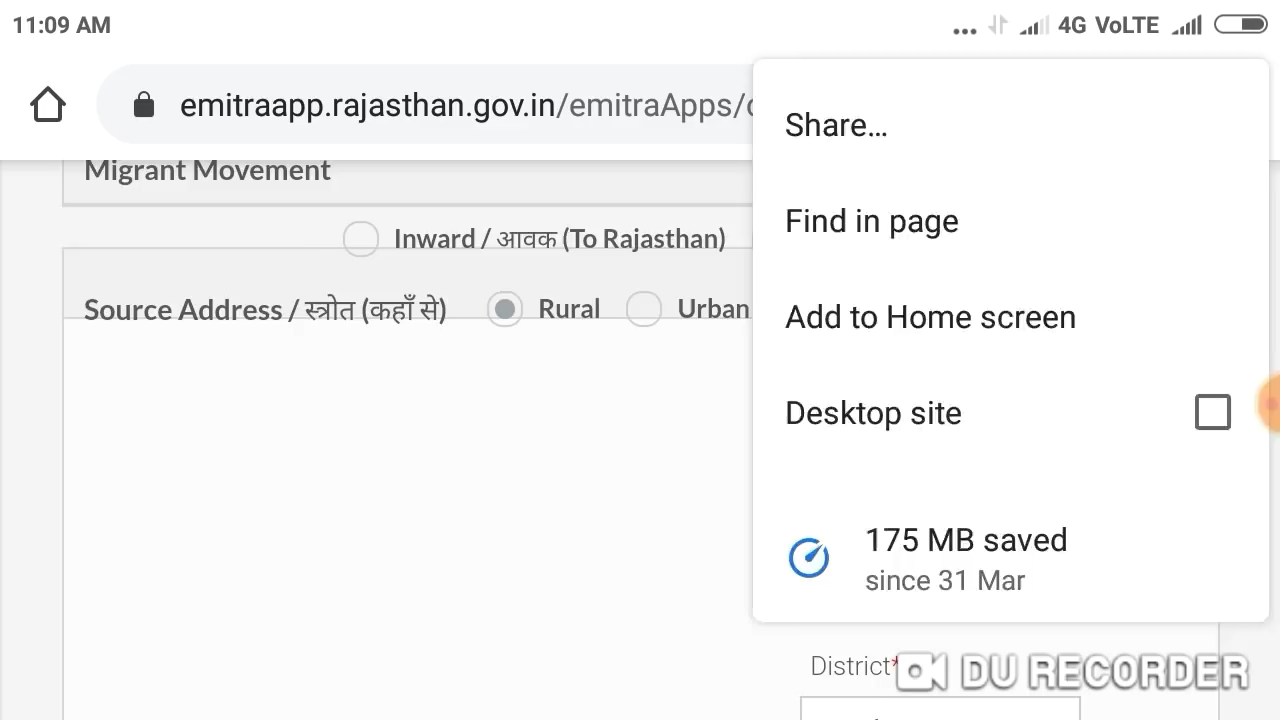 11:09 AM
4G VoLTE
emitraapp.rajasthan.gov.in/emitraApps/
Share...
Migrant Movement
Find in page
Inward / आवक (To Rajasthan)
Source Address / स्त्रोत (कहाँ से)
Rural
Urban
Add to Home screen
Desktop site
175 MB saved
since 31 Mar
District*
DU RECORDER